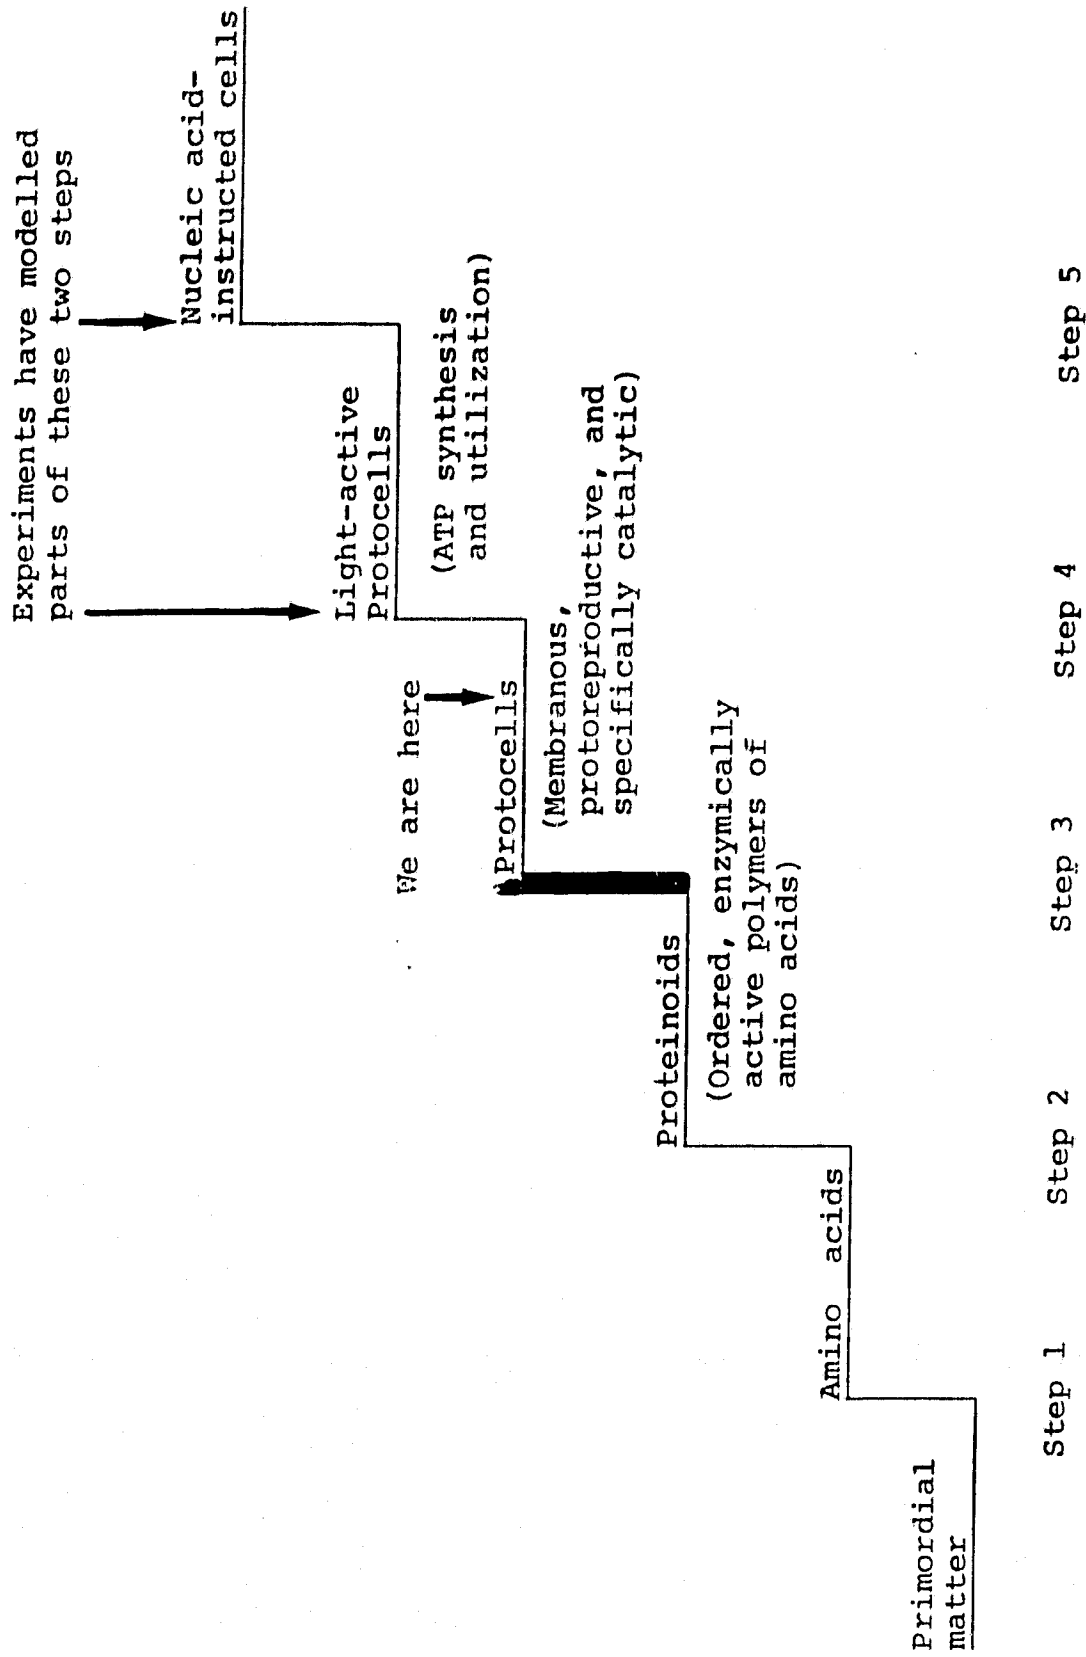 Experiments have modelled
parts of these two steps
Nucleic acid-
instructed cells
Light-active
Protocells
(ATP synthesis
and utilization)
We are here
Protocells
(Membranous,
protoreproductive, and
specifically catalytic)
Proteinoids
(Ordered, enzymically
active polymers of
amino acids)
Amino acids
Primordial
matter
Step 1
Step 2
Step 3
Step 4
Step 5